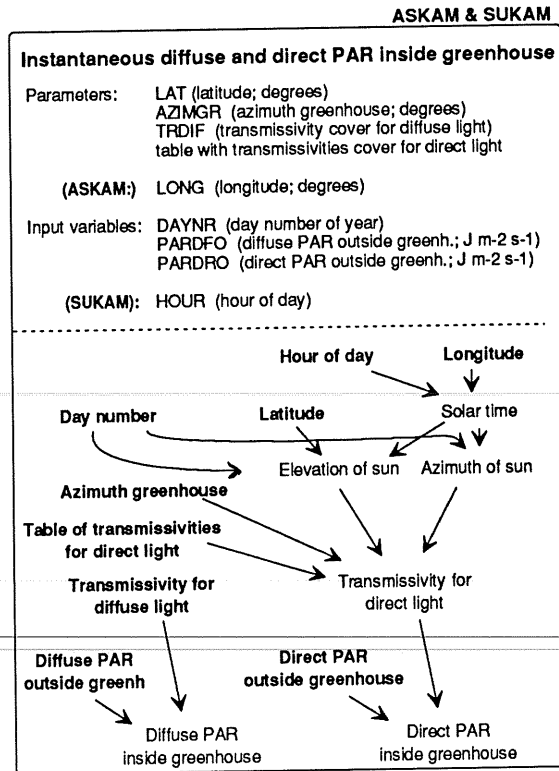 ASKAM & SUKAM
Instantaneous diffuse and direct PAR inside greenhouse
Parameters: LAT (latitude; degrees)
AZIMGR (azimuth greenhouse; degrees)
TRDIF (transmissivity cover for diffuse light)
table with transmissivities cover for direct light
(ASKAM:) LONG (longitude; degrees)
Input variables: DAYNR (day number of year)
PARDFO (diffuse PAR outside greenh.; J m-2 s-1)
PARDRO (direct PAR outside greenh.; J m-2 s-1)
(SUKAM): HOUR (hour of day)
Hour of day Longitude
Day number Latitude Solar time
Elevation of sun Azimuth of sun
Azimuth greenhouse
Table of transmissivities
for direct light
Transmissivity for
direct light
Transmissivity for
diffuse light
Diffuse PAR
outside greenh
Direct PAR
outside greenhouse
Diffuse PAR
inside greenhouse
Direct PAR
inside greenhouse